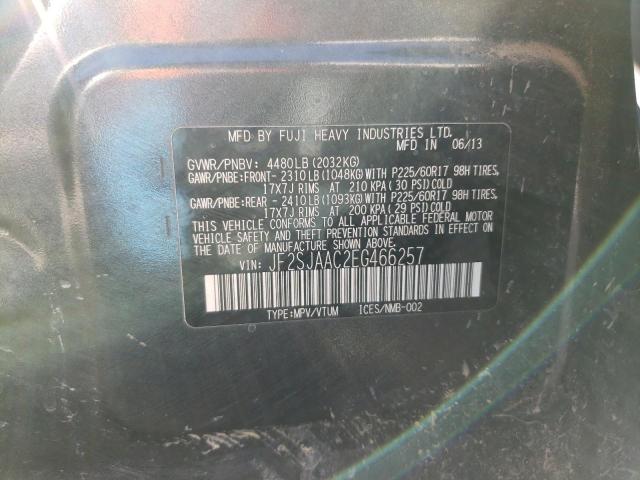 MFD BY FUJI HEAVY INDUSTRIES LTD.
MFD IN 06/13
GVWR/PNBV: 4480LB(2032KG)
GAWR/PNBE:FRONT- 2310LB(1048KG)WITH P225/60R17 98H TIRES,
17X7J RIMS AT 210 KPA(30 PSI)COLD
GAWR/PNBE:REAR - 2410LB(1093KG)WITH P225/60R17 98H TIRES,
17X7J RIMS AT 200 KPA(29 PSI)COLD
THIS VEHICLE CONFORMS TO ALL APPLICABLE FEDERAL MOTOR
VEHICLE SAFETY AND BUMPER STANDARDS IN EFFECT ON
THE DATE OF MANUFACTURE SHOWN ABOVE.
VIN: JF2SJAAC2EG466257
TYPE:MPV/VTUM ICES/NMB-002